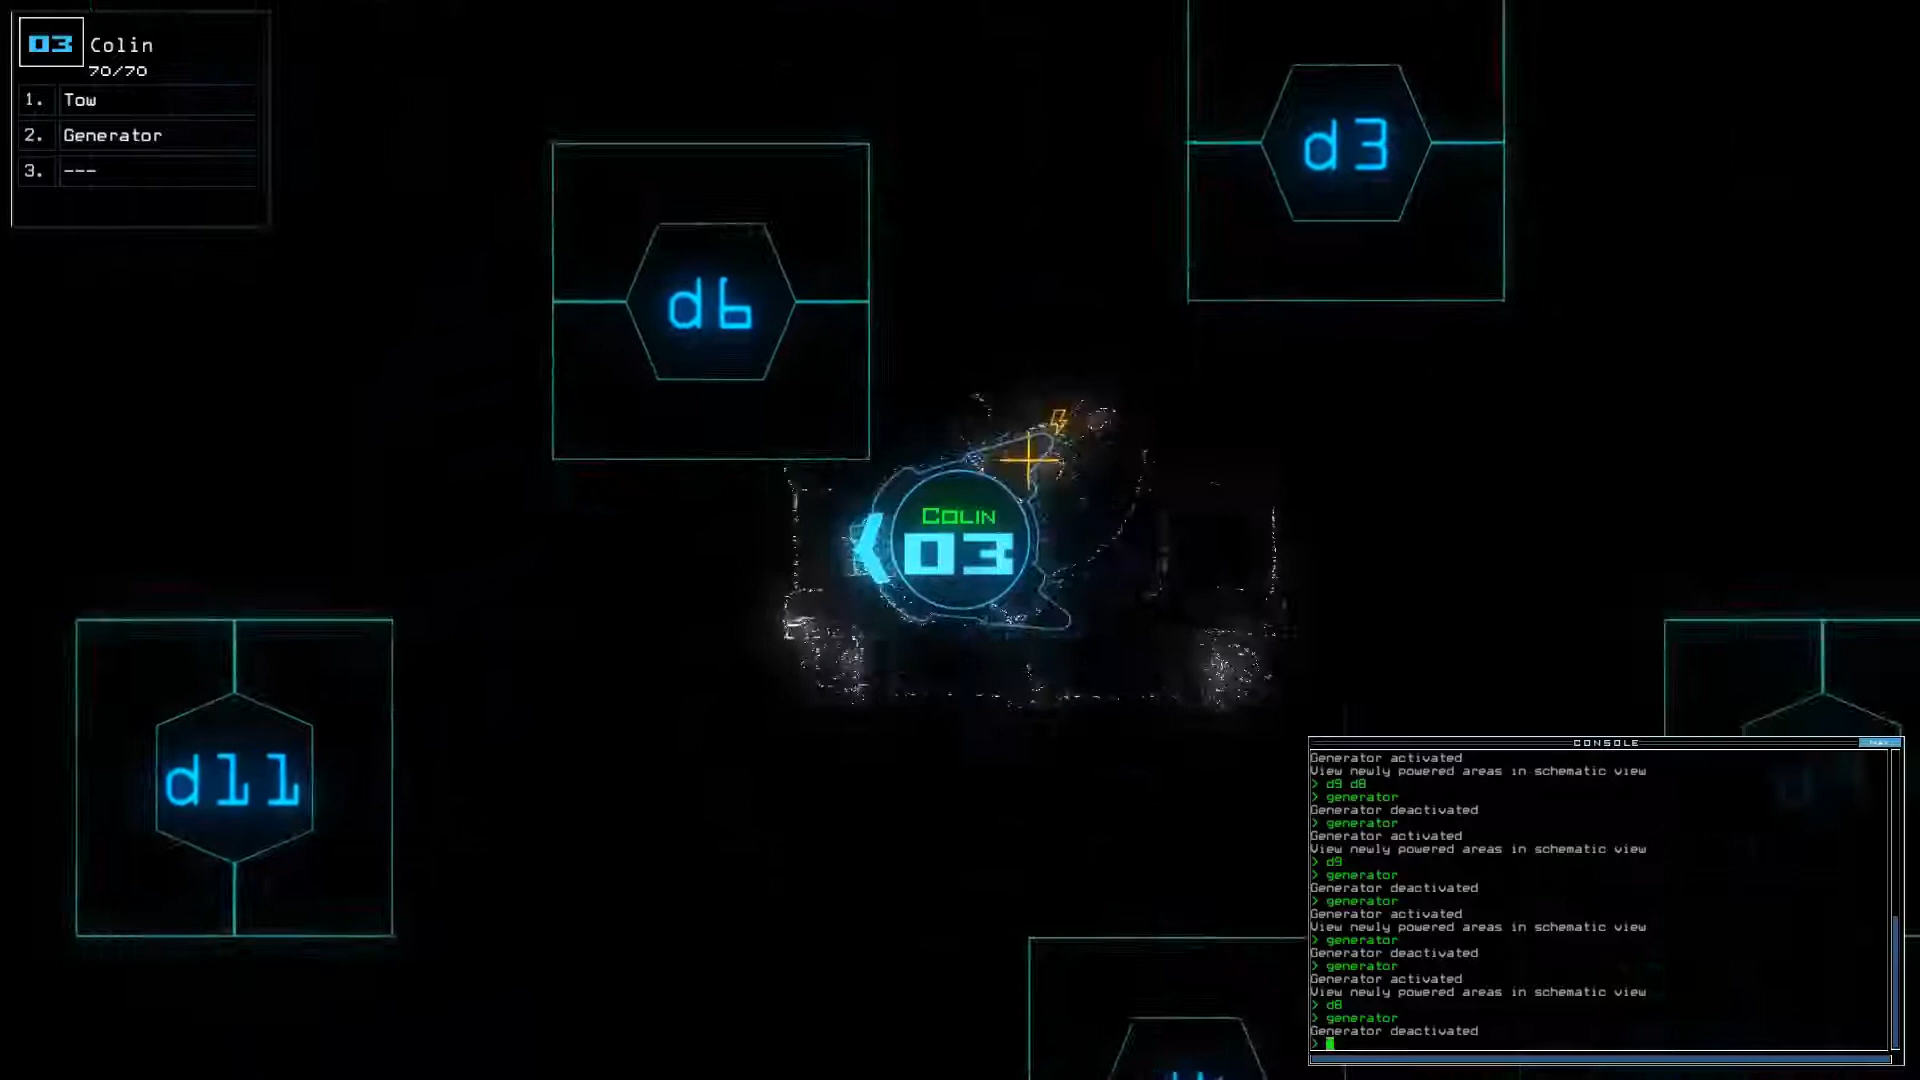 03 Colin
70/70
1. Tow
2. Generator
3. ---
d3
d6
COLIN
03
d11
CONSOLE
Generator activated
View newly powered areas in schematic view
> d9 d8
> generator
Generator deactivated
> generator
Generator activated
View newly powered areas in schematic view
> d9
> generator
Generator deactivated
> generator
Generator activated
View newly powered areas in schematic view
> generator
Generator deactivated
> generator
Generator activated
View newly powered areas in schematic view
> d8
> generator
Generator deactivated
>